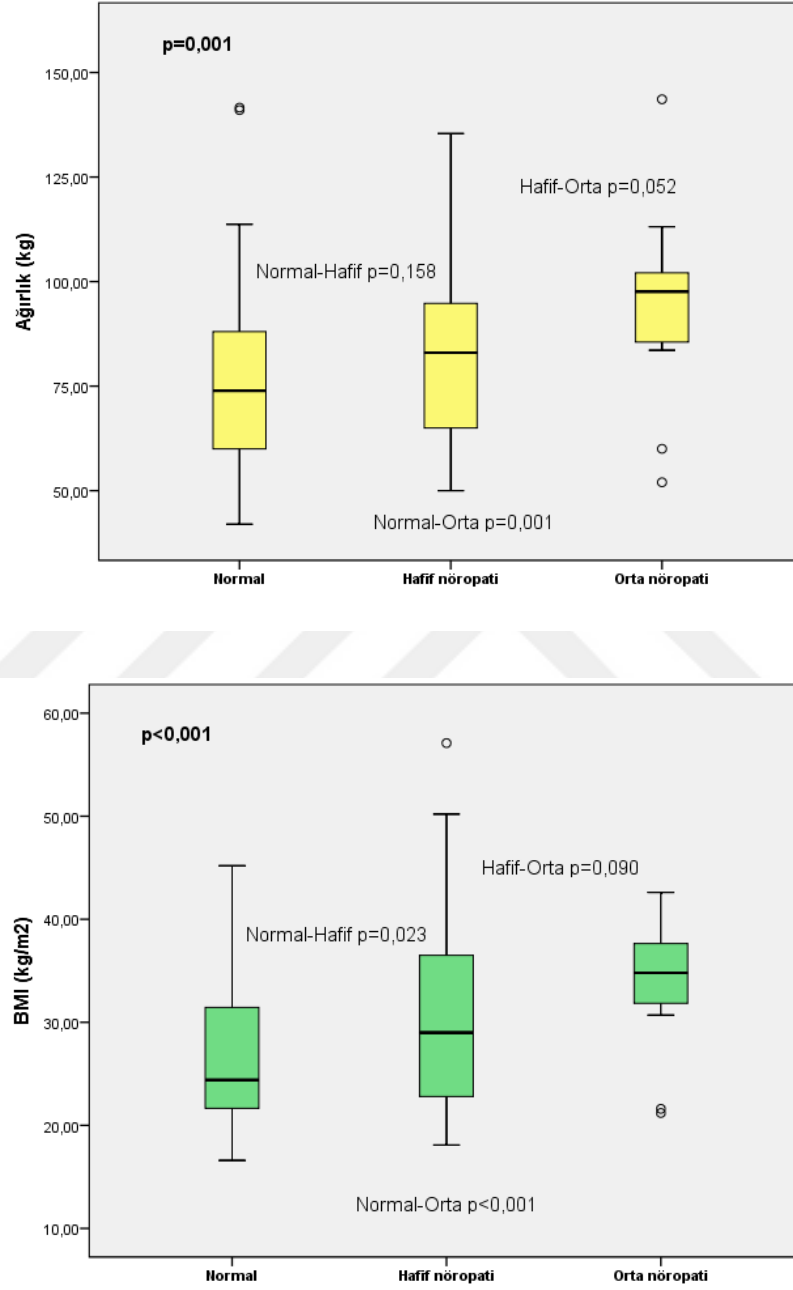 p=0,001
150,00
125,00
Hafif-Orta p=0,052
Normal-Hafif p=0,158
100,00
Ağırlık (kg)
75,00
50,00
Normal-Orta p=0,001
Normal
Hafif nöropati
Orta nöropati
60,00
p<0,001
50,00
Hafif-Orta p=0,090
40,00
Normal-Hafif p=0,023
BMI (kg/m2)
30,00
20,00
Normal-Orta p<0,001
10,00
Normal
Hafif nöropati
Orta nöropati